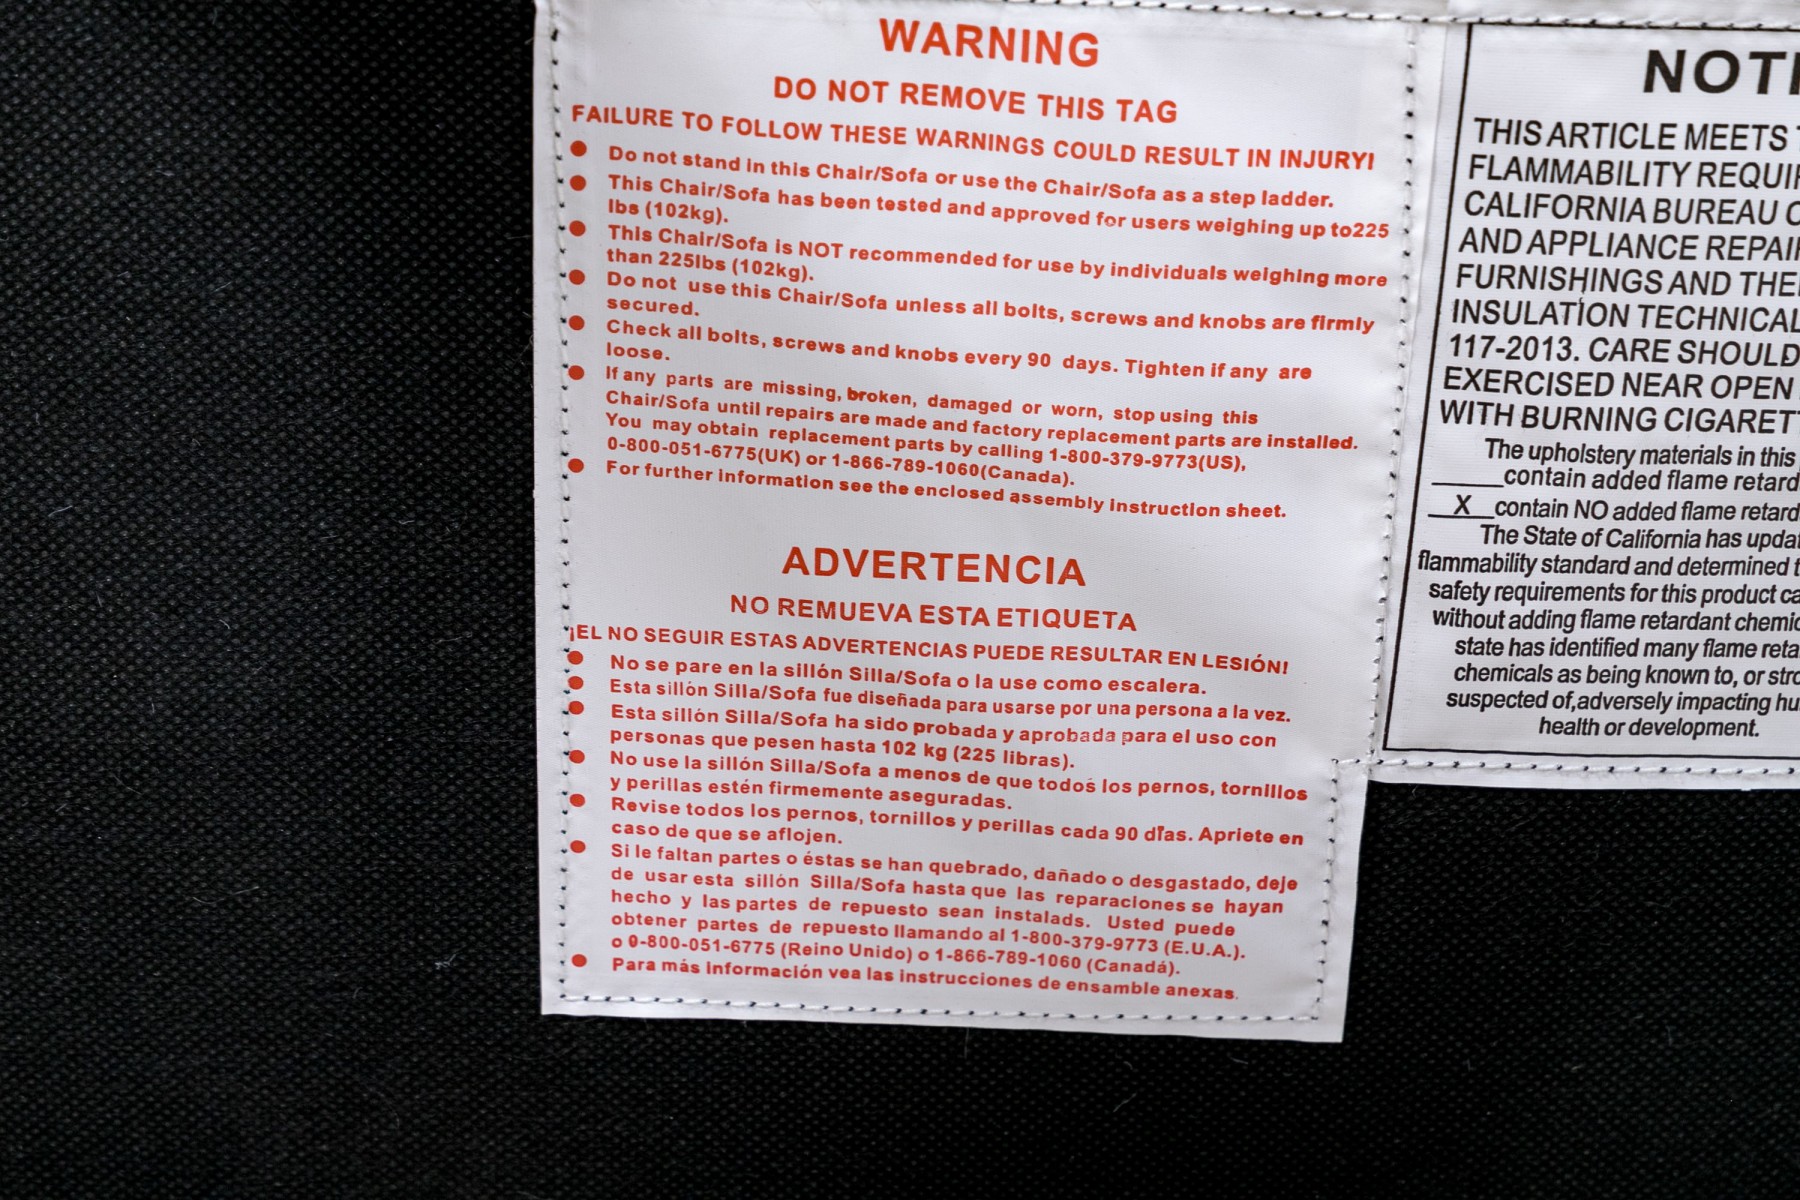 WARNING
DO NOT REMOVE THIS TAG
FAILURE TO FOLLOW THESE WARNINGS COULD RESULT IN INJURY!
● Do not stand in this Chair/Sofa or use the Chair/Sofa as a step ladder.
● This Chair/Sofa has been tested and approved for users weighing up to225
lbs (102kg).
● This Chair/Sofa is NOT recommended for use by individuals weighing more
than 225lbs (102kg).
● Do not use this Chair/Sofa unless all bolts, screws and knobs are firmly
secured.
● Check all bolts, screws and knobs every 90 days. Tighten if any are
loose.
● If any parts are missing, broken, damaged or worn, stop using this
Chair/Sofa until repairs are made and factory replacement parts are installed.
You may obtain replacement parts by calling 1-800-379-9773(US),
0-800-051-6775(UK) or 1-866-789-1060(Canada).
● For further information see the enclosed assembly instruction sheet.
ADVERTENCIA
NO REMUEVA ESTA ETIQUETA
¡EL NO SEGUIR ESTAS ADVERTENCIAS PUEDE RESULTAR EN LESIÓN!
● No se pare en la sillón Silla/Sofa o la use como escalera.
● Esta sillón Silla/Sofa fue diseñada para usarse por una persona a la vez.
● Esta sillón Silla/Sofa ha sido probada y aprobada para el uso con
personas que pesen hasta 102 kg (225 libras).
● No use la sillón Silla/Sofa a menos de que todos los pernos, tornillos
y perillas estén firmemente aseguradas.
● Revise todos los pernos, tornillos y perillas cada 90 días. Apriete en
caso de que se aflojen.
● Si le faltan partes o éstas se han quebrado, dañado o desgastado, deje
de usar esta sillón Silla/Sofa hasta que las reparaciones se hayan
hecho y las partes de repuesto sean instalads. Usted puede
obtener partes de repuesto llamando al 1-800-379-9773 (E.U.A.).
o 0-800-051-6775 (Reino Unido) o 1-866-789-1060 (Canadá).
● Para más información vea las instrucciones de ensamble anexas.
THIS ARTICLE MEETS
FLAMMABILITY
CALIFORNIA BUREAU
AND APPLIANCE REPAIR
FURNISHINGS AND
INSULATION TECHNICAL
117-2013. CARE SHOULD
EXERCISED NEAR OPEN
WITH BURNING
The upholstery materials in this
_____contain added flame
__X__contain NO added flame
The State of California has
flammability standard and determined
safety requirements for this product
without adding flame retardant
state has identified many flame
chemicals as being known to, or
suspected of,adversely impacting
health or development.